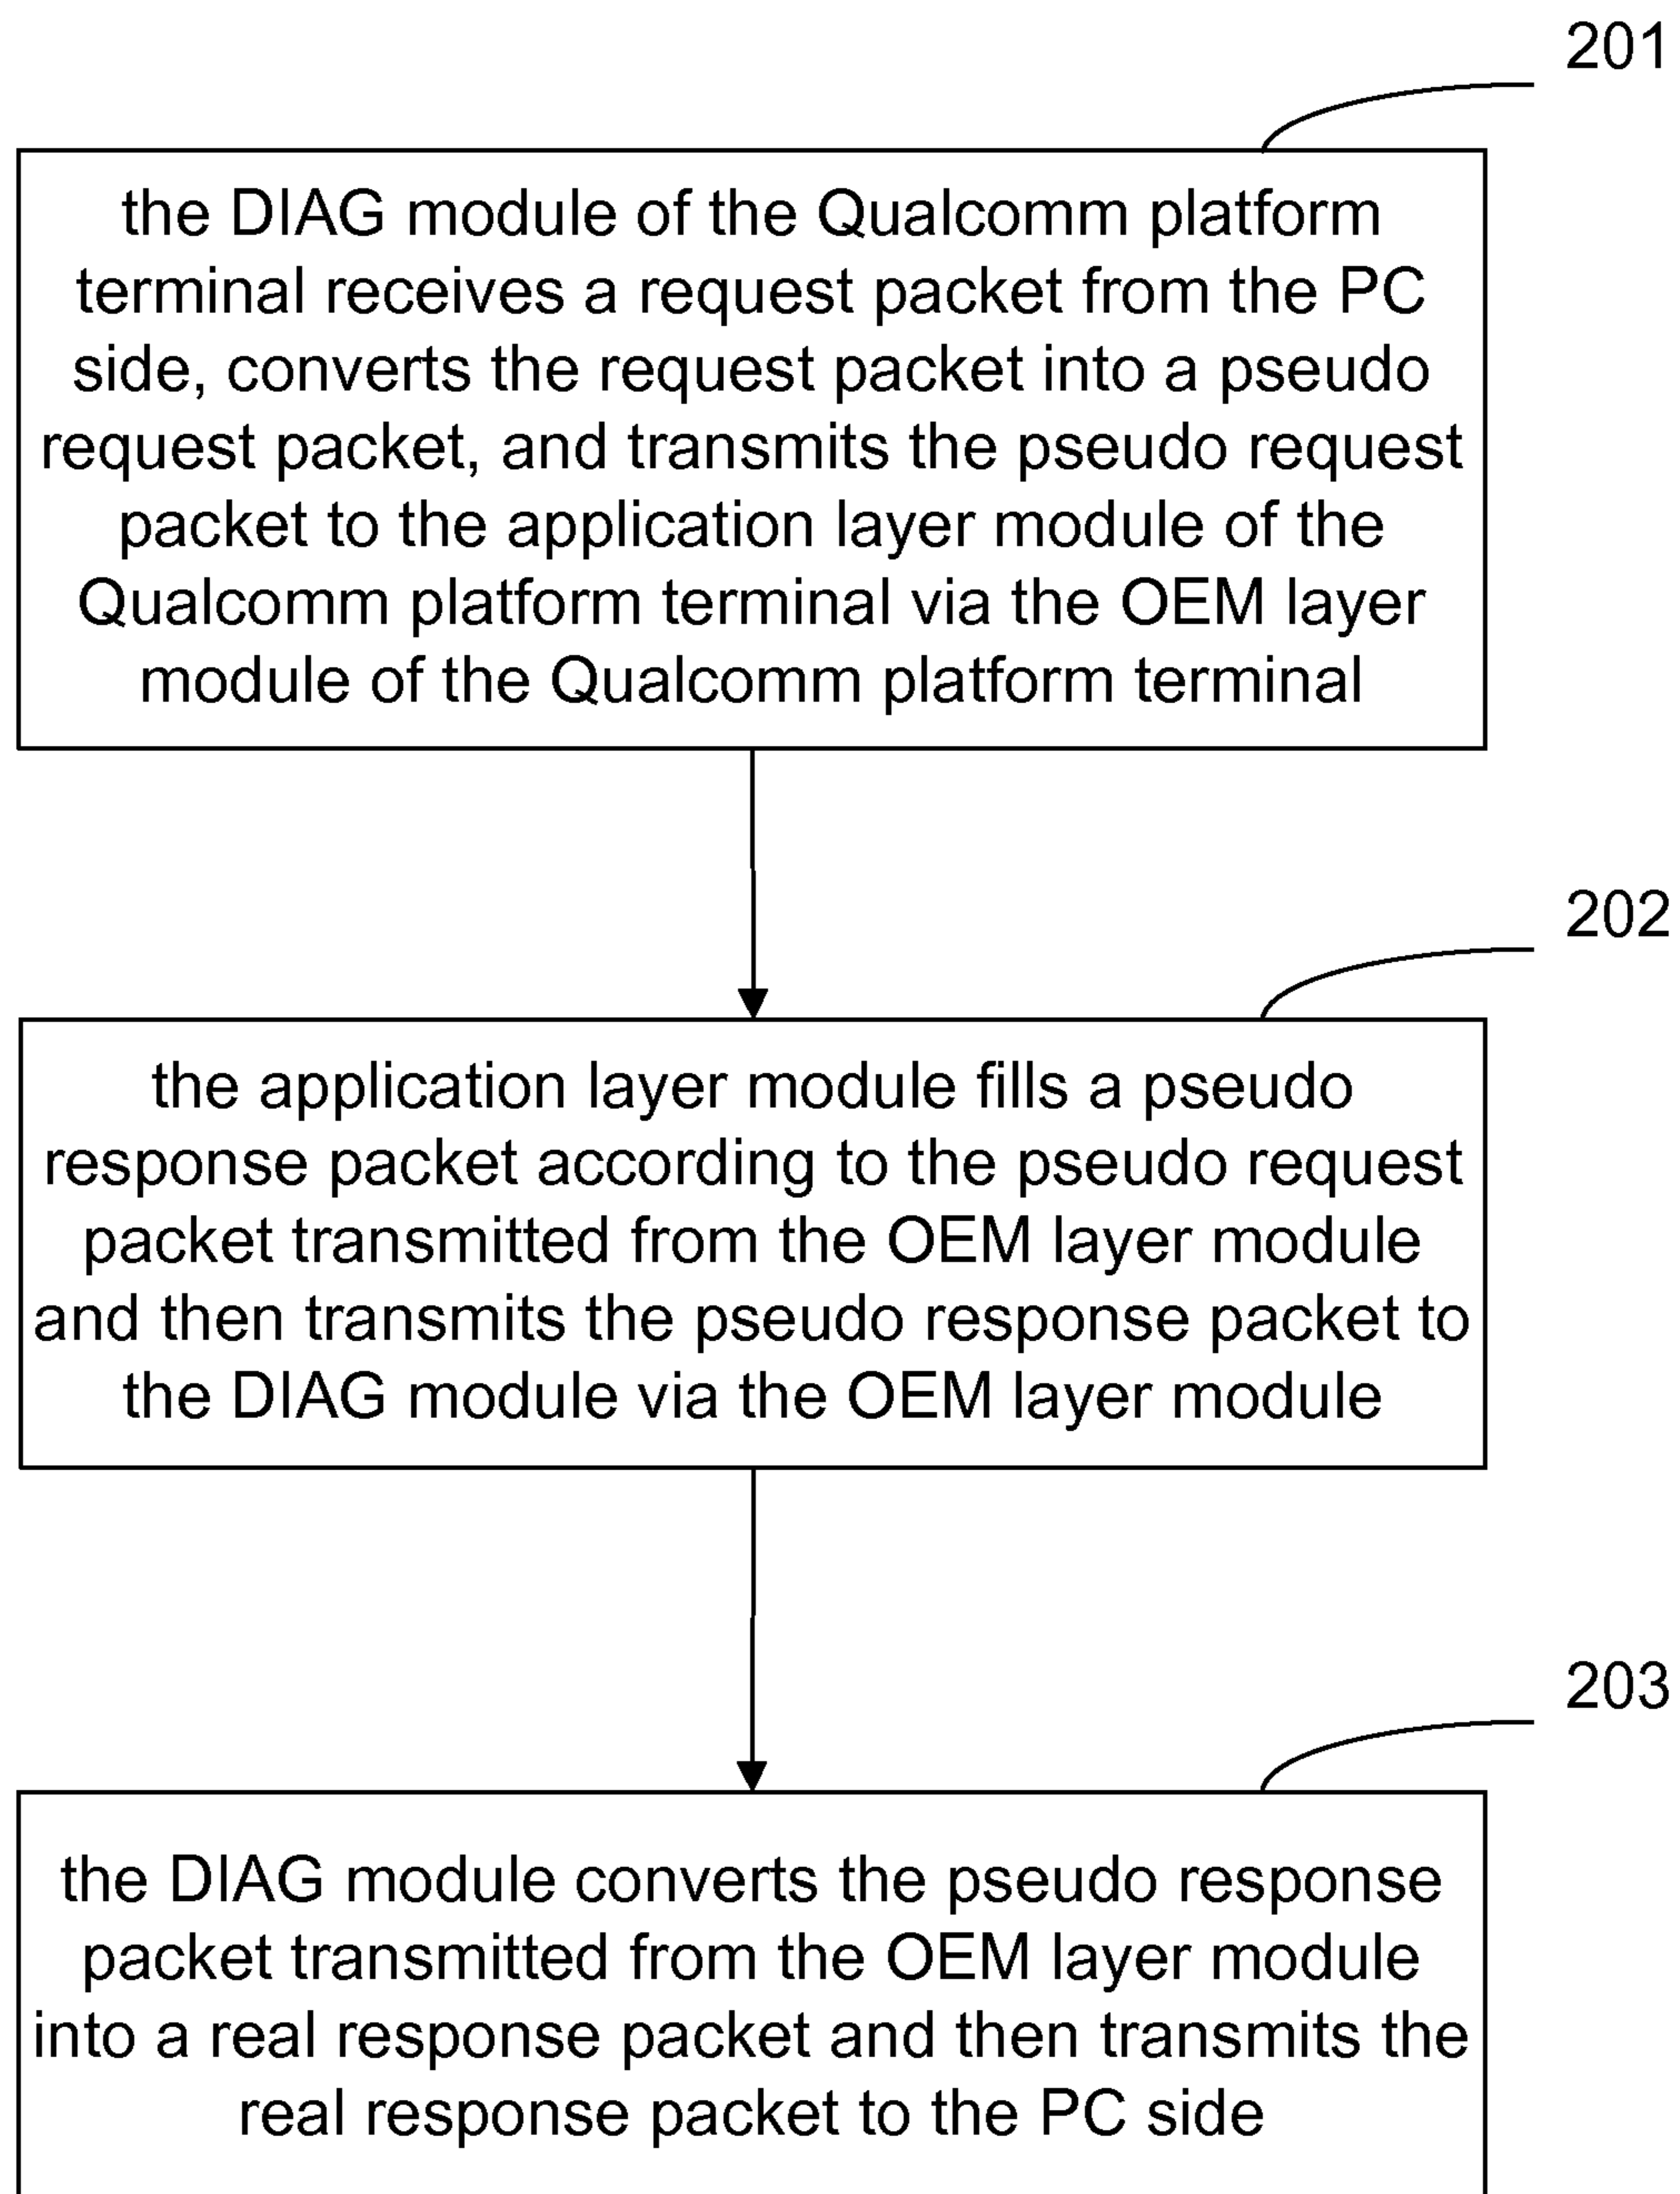 201
the DIAG module of the Qualcomm platform
terminal receives a request packet from the PC
side, converts the request packet into a pseudo
request packet, and transmits the pseudo request
packet to the application layer module of the
Qualcomm platform terminal via the OEM layer
module of the Qualcomm platform terminal
202
the application layer module fills a pseudo
response packet according to the pseudo request
packet transmitted from the OEM layer module
and then transmits the pseudo response packet to
the DIAG module via the OEM layer module
203
the DIAG module converts the pseudo response
packet transmitted from the OEM layer module
into a real response packet and then transmits the
real response packet to the PC side